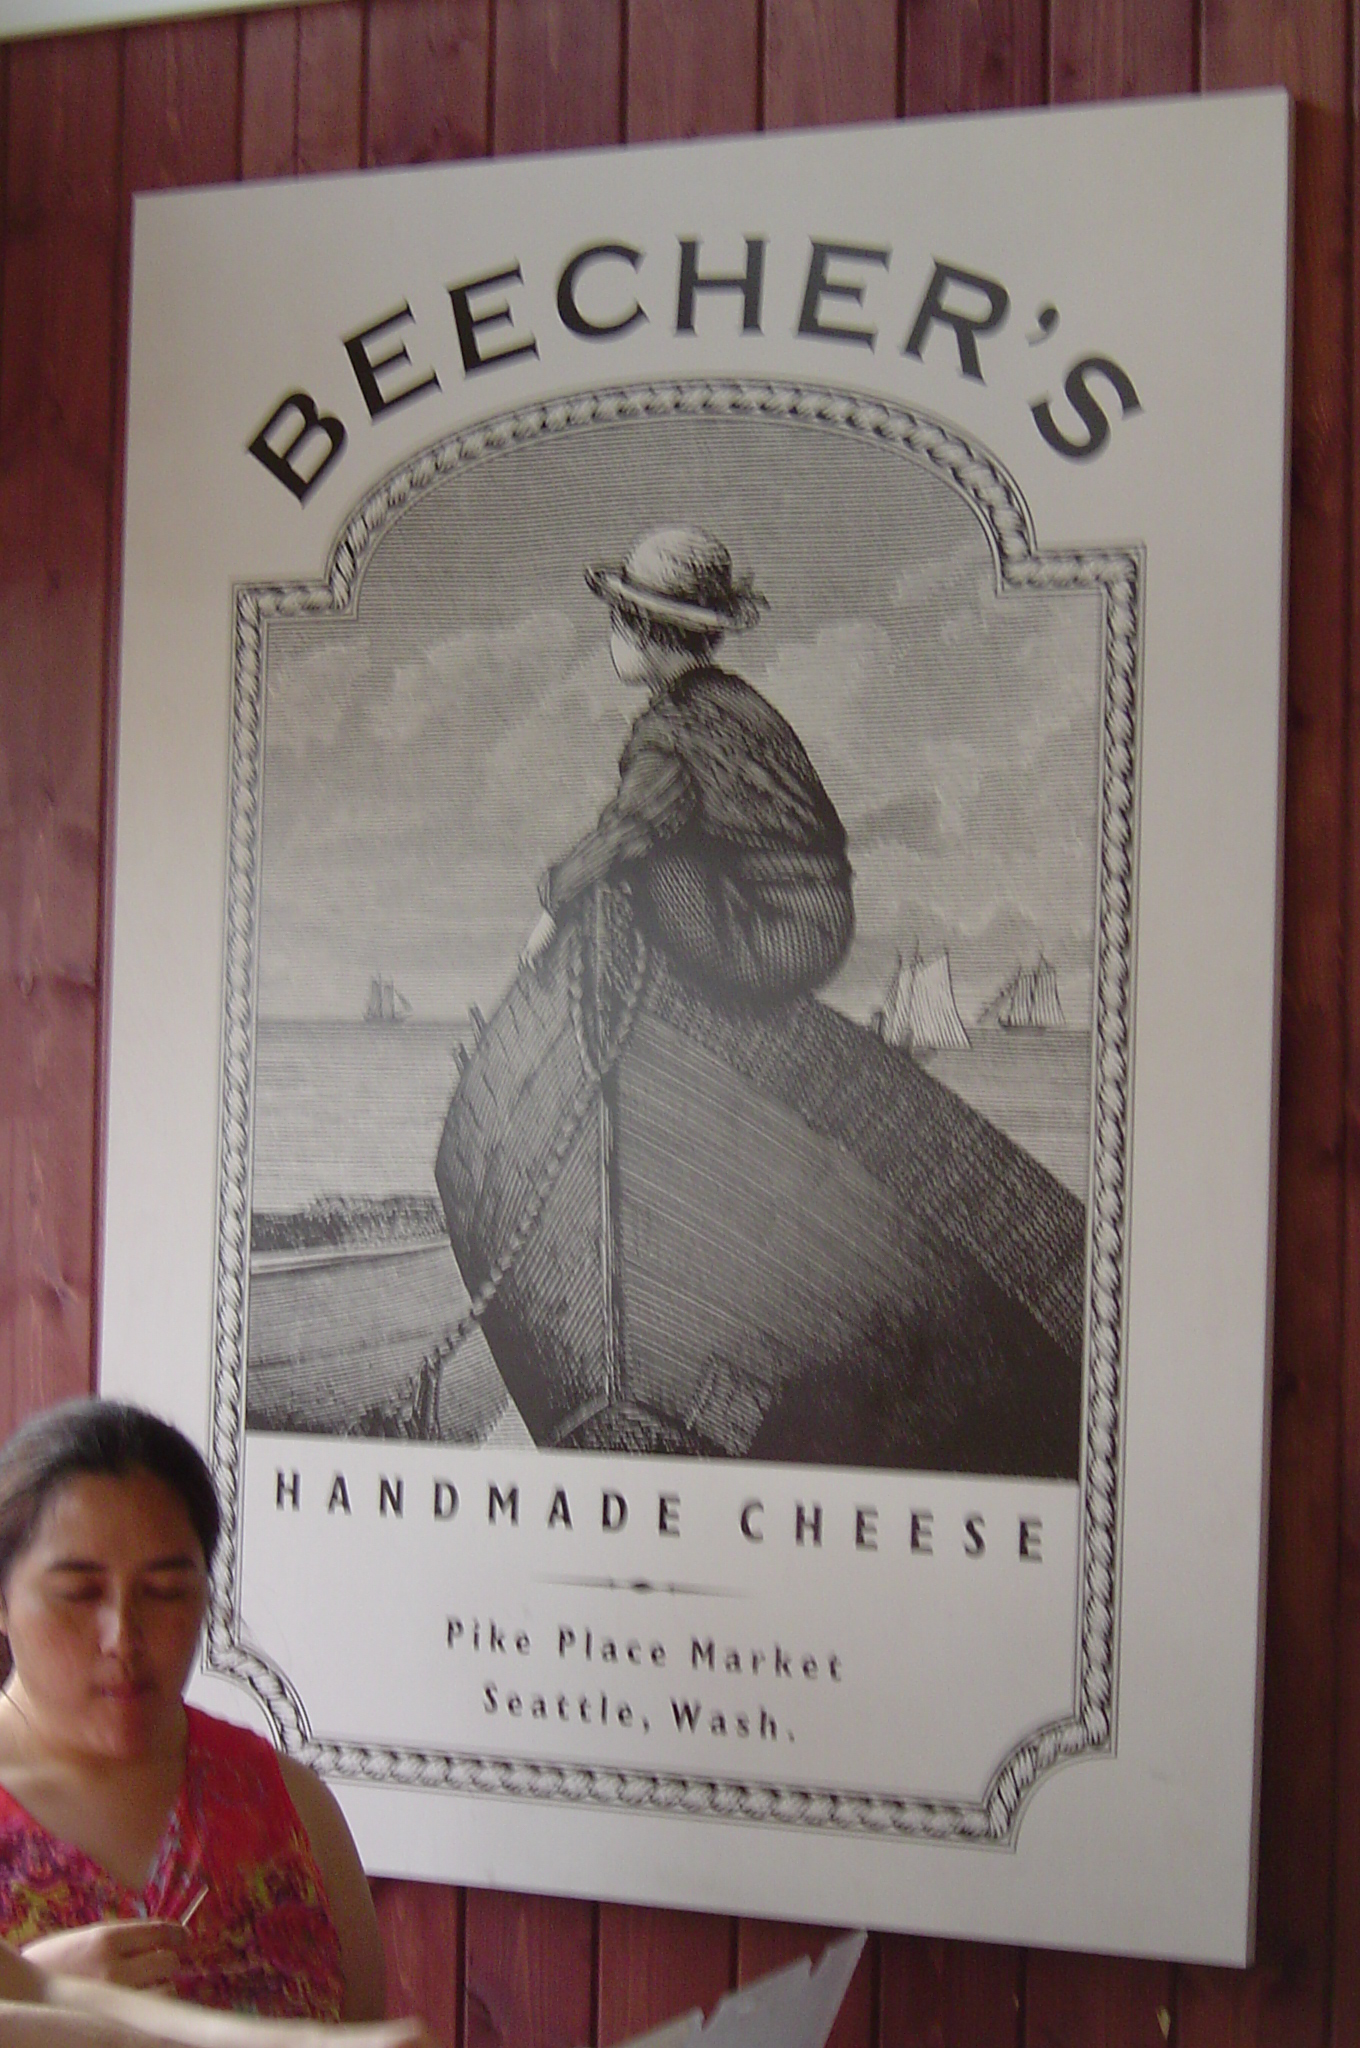 BEECHER'S
HANDMADE CHEESE
Pike Place Market
Seattle, Wash.